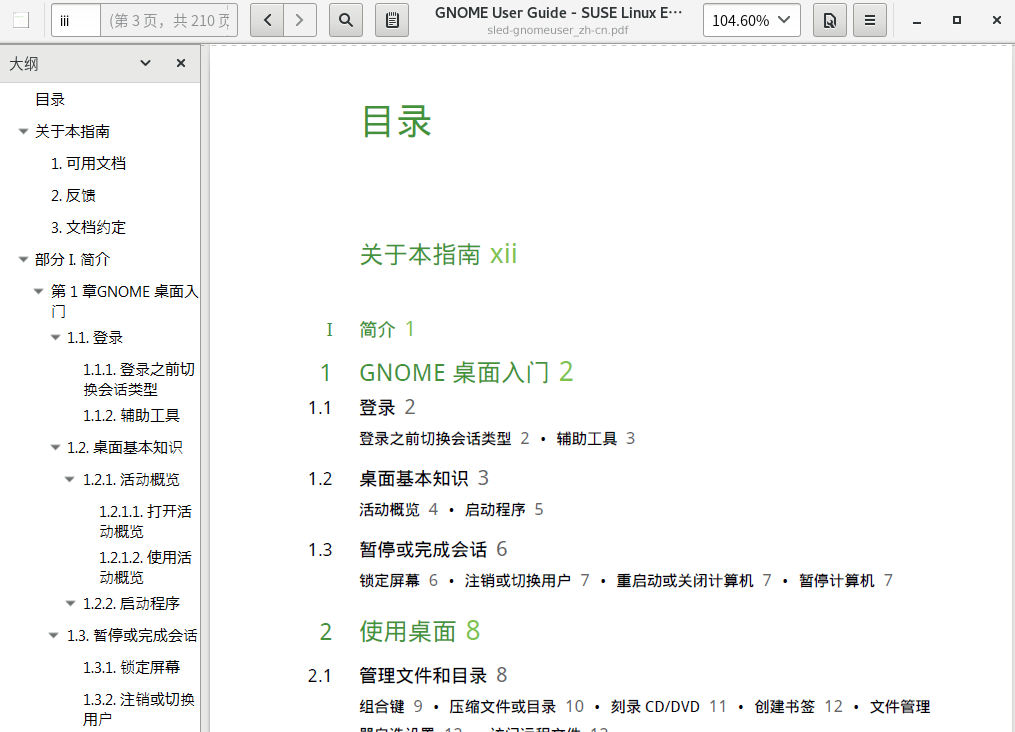 iii
(第 3 页，共 210 页
GNOME User Guide - SUSE Linux E···
sled-gnomeuser_zh-cn.pdf
104.60%
大纲
目录
关于本指南
1. 可用文档
2. 反馈
3. 文档约定
部分 I. 简介
第 1 章GNOME 桌面入
门
1.1. 登录
1.1.1. 登录之前切
换会话类型
1.1.2. 辅助工具
1.2. 桌面基本知识
1.2.1. 活动概览
1.2.1.1. 打开活
动概览
1.2.1.2. 使用活
动概览
1.2.2. 启动程序
1.3. 暂停或完成会话
1.3.1. 锁定屏幕
1.3.2. 注销或切换
用户
目录
关于本指南 xii
I 简介 1
1 GNOME 桌面入门 2
1.1 登录 2
登录之前切换会话类型 2 • 辅助工具 3
1.2 桌面基本知识 3
活动概览 4 • 启动程序 5
1.3 暂停或完成会话 6
锁定屏幕 6 • 注销或切换用户 7 • 重启动或关闭计算机 7 • 暂停计算机 7
2 使用桌面 8
2.1 管理文件和目录 8
组合键 9 • 压缩文件或目录 10 • 刻录 CD/DVD 11 • 创建书签 12 • 文件管理